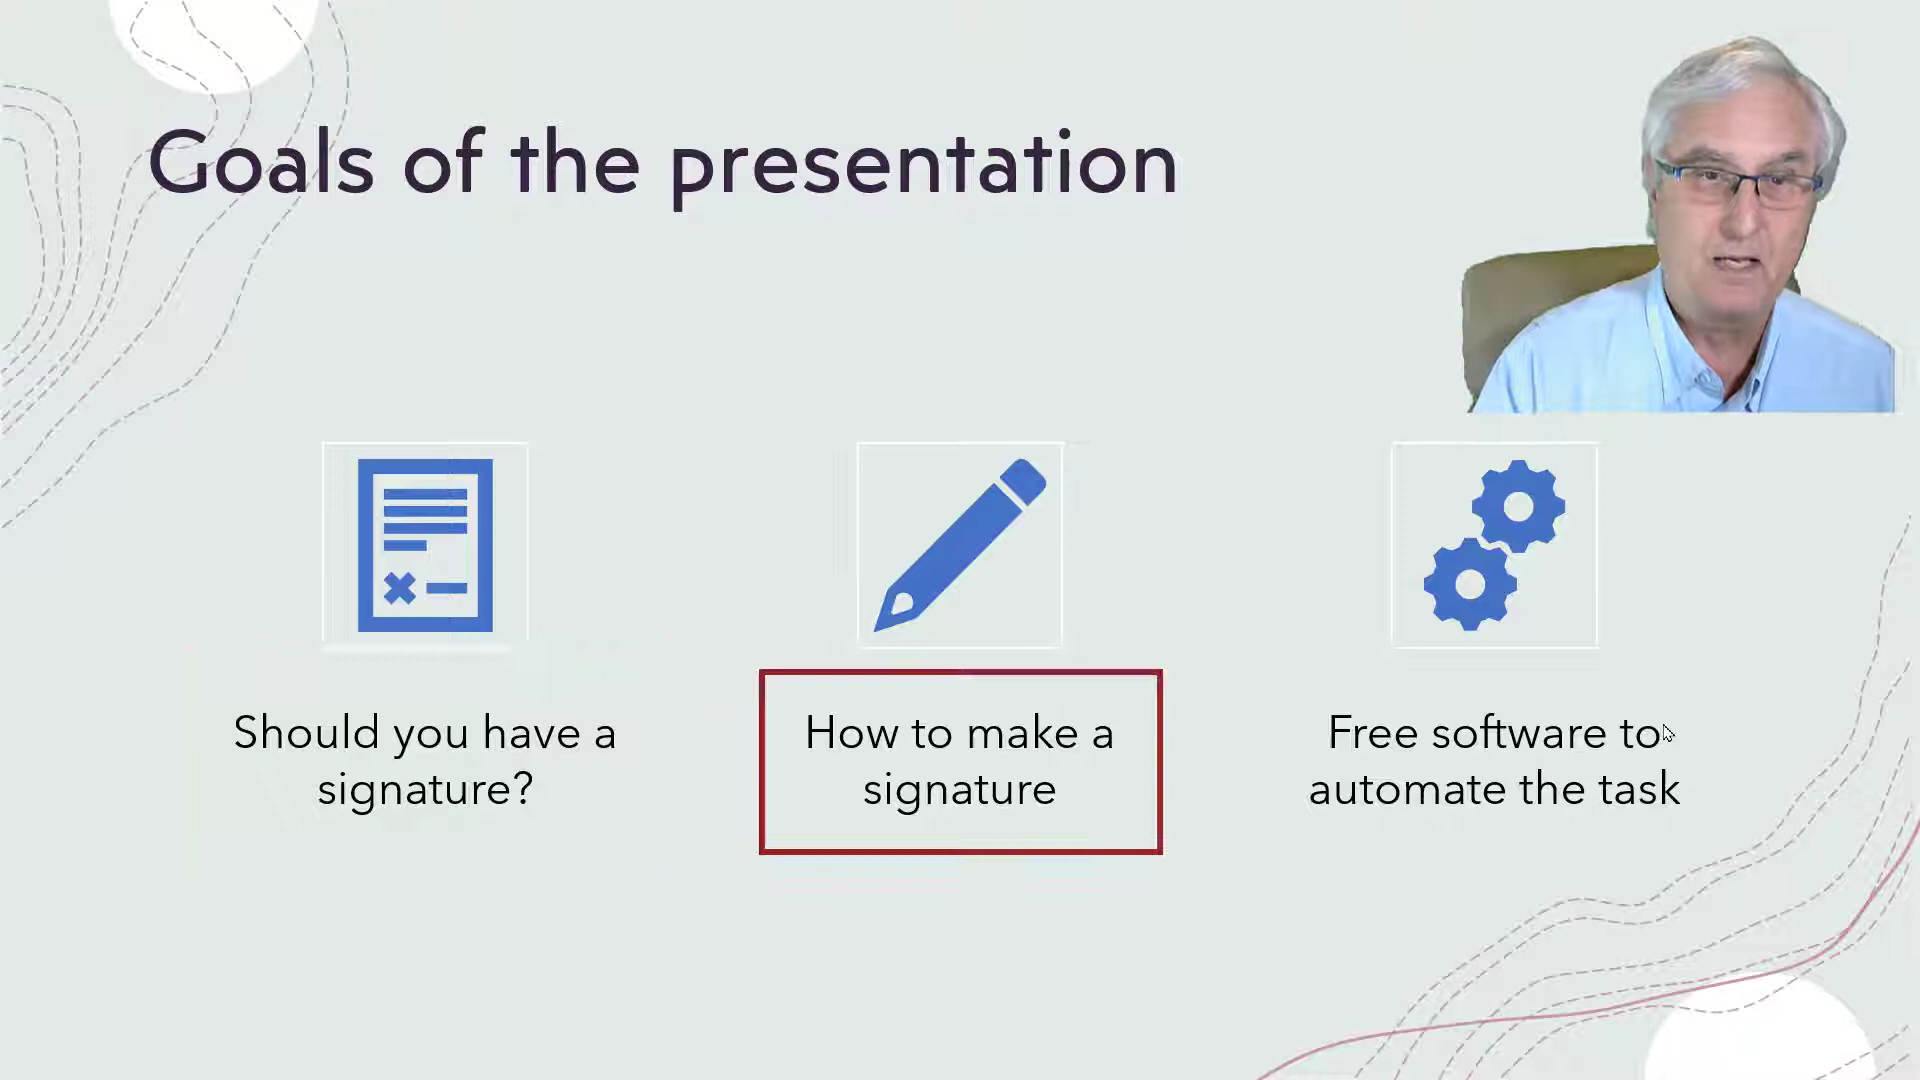 Goals of the presentation
Should you have a
signature?
How to make a
signature
Free software to
automate the task